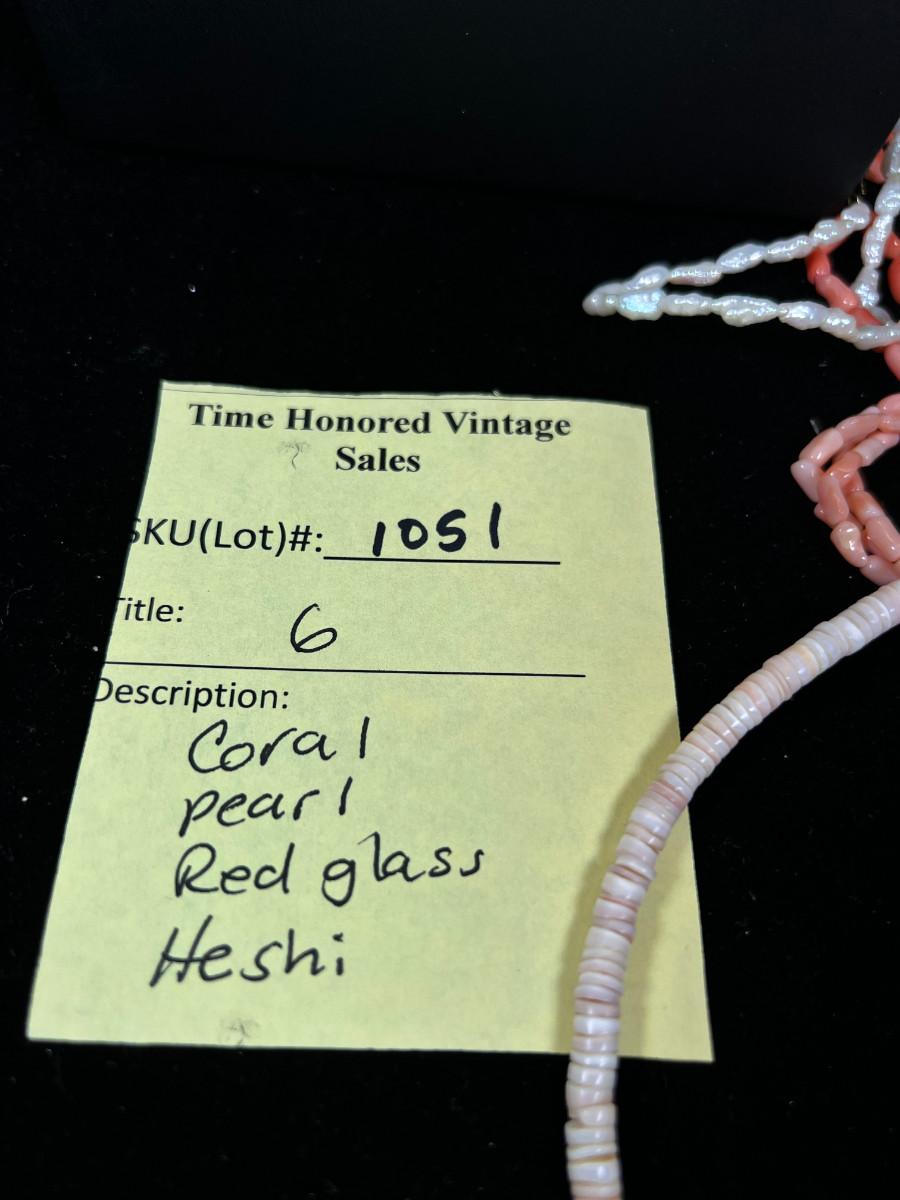 Time Honored Vintage
Sales
SKU(Lot)#: 1051
Title: 6
Description:
Coral
pearl
Red glass
Heshi